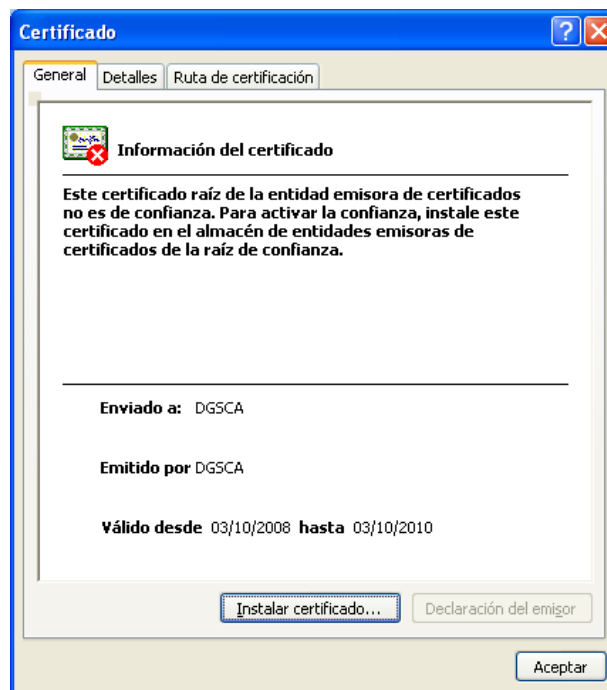 Certificado
General Detalles Ruta de certificación
Información del certificado
Este certificado raíz de la entidad emisora de certificados
no es de confianza. Para activar la confianza, instale este
certificado en el almacén de entidades emisoras de
certificados de la raíz de confianza.
Enviado a: DGSCA
Emitido por DGSCA
Válido desde 03/10/2008 hasta 03/10/2010
Instalar certificado... Declaración del emisor
Aceptar